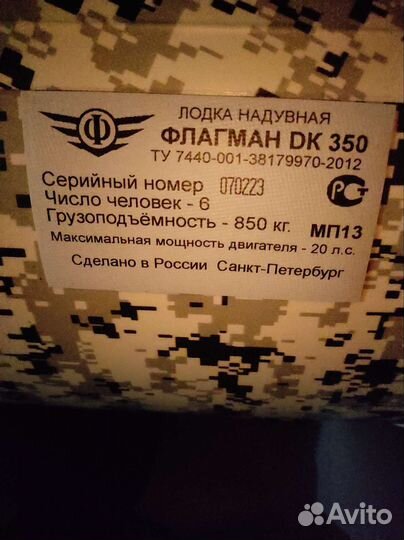 ЛОДКА НАДУВНАЯ
ФЛАГМАН DK 350
ТУ 7440-001-38179970-2012
Серийный номер 070223
Число человек - 6
Грузоподъёмность - 850 кг. МП13
Максимальная мощность двигателя - 20 л.с.
Сделано в России Санкт-Петербург
Ф
РСТ
Avito